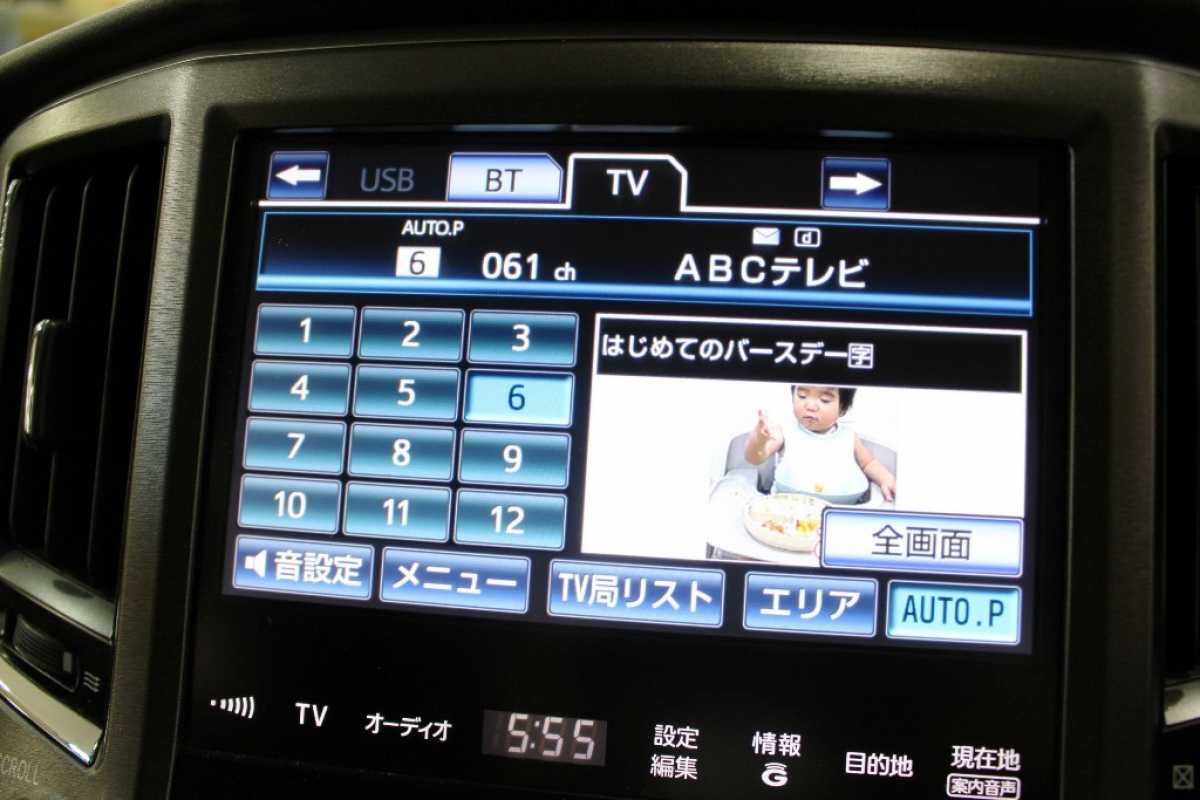 USB BT TV
AUTO.P
6 061 ch ABCテレビ
d
はじめてのバースデー字
1 2 3
4 5 6
7 8 9
10 11 12
全画面
音設定 メニュー TV局リスト エリア AUTO.P
TV オーディオ 5:55 設定 編集 情報 G 目的地 現在地 案内音声